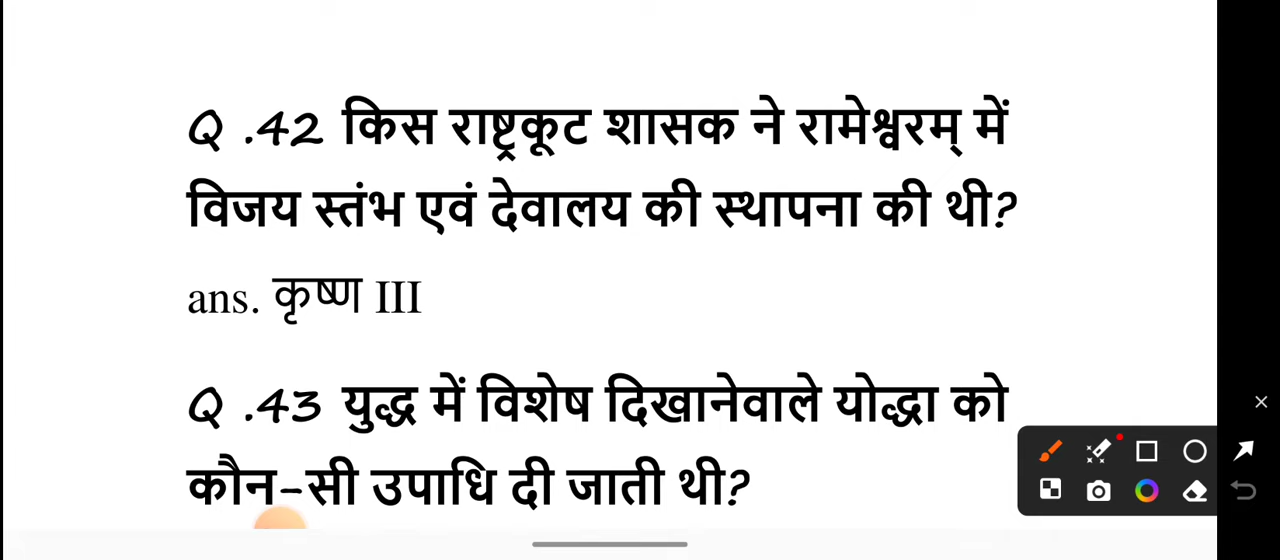 Q .42 किस राष्ट्रकूट शासक ने रामेश्वरम् में
विजय स्तंभ एवं देवालय की स्थापना की थी?
ans. कृष्ण III
Q .43 युद्ध में विशेष दिखानेवाले योद्धा को
कौन-सी उपाधि दी जाती थी?